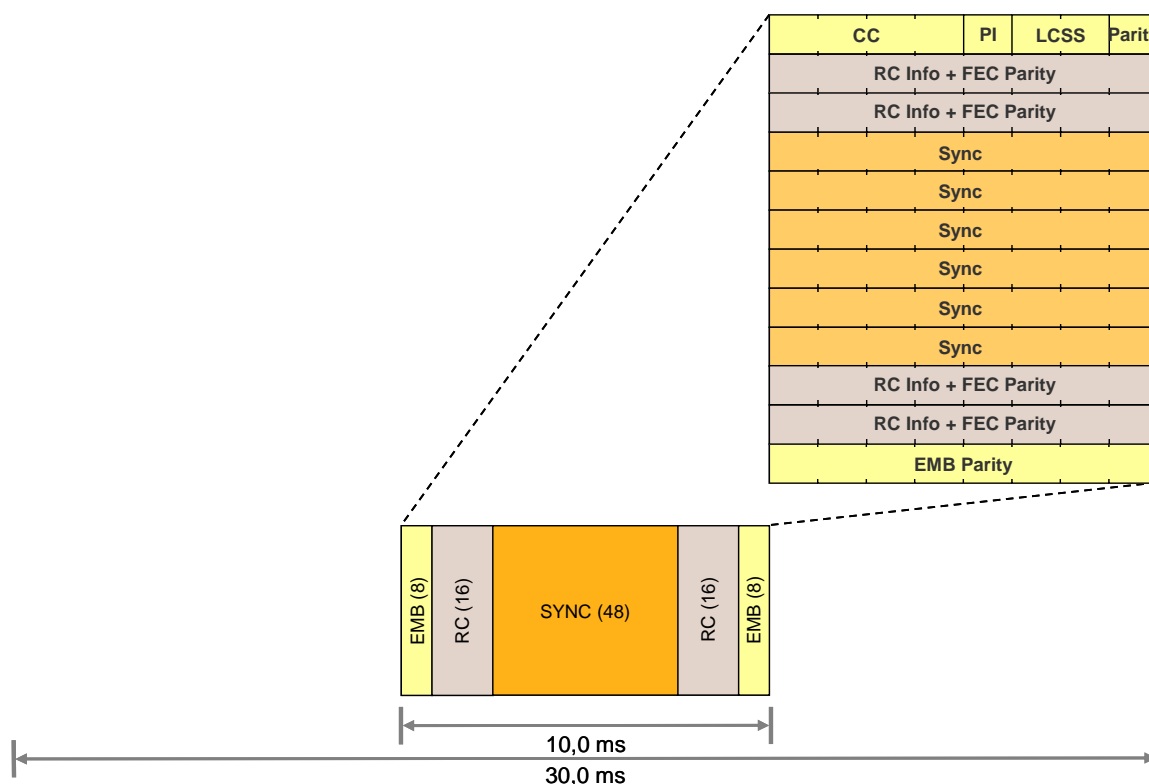 CC PI LCSS Parit
RC Info + FEC Parity
RC Info + FEC Parity
Sync
Sync
Sync
Sync
Sync
Sync
RC Info + FEC Parity
RC Info + FEC Parity
EMB Parity
EMB (8) RC (16) SYNC (48) RC (16) EMB (8)
10,0 ms
30,0 ms